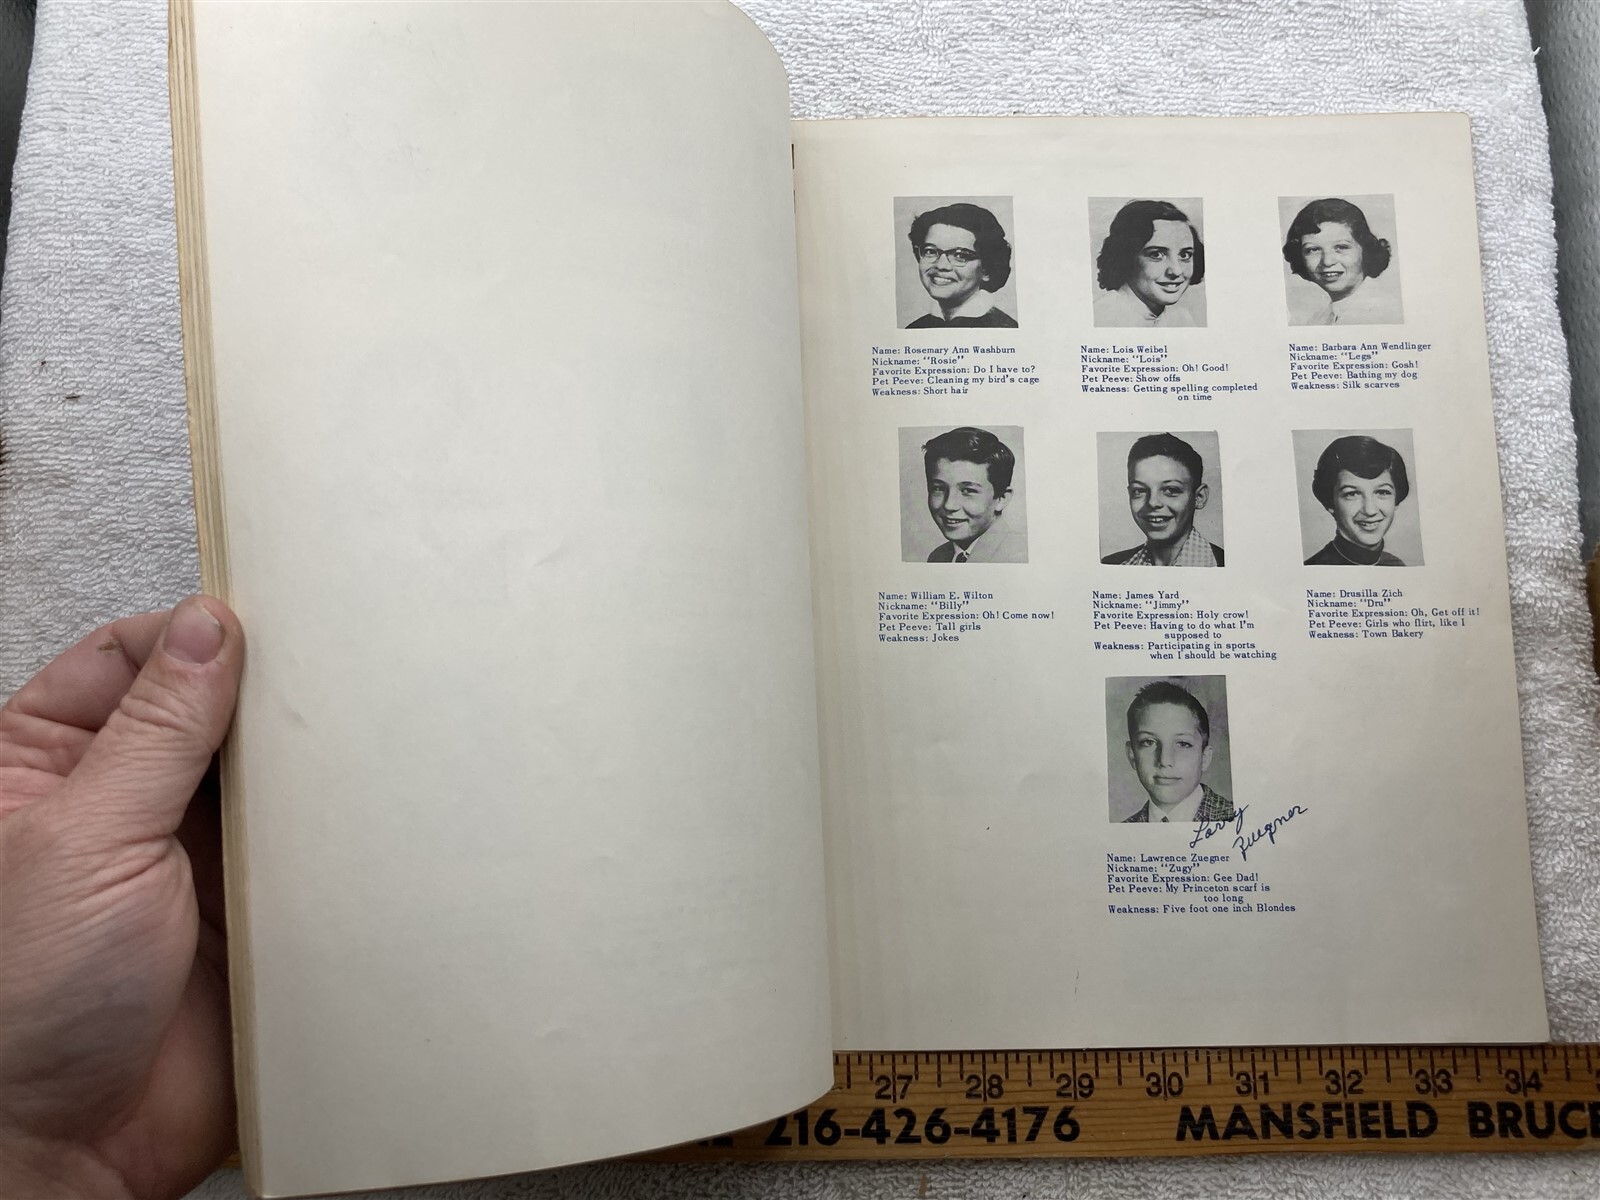 Name: Rosemary Ann Washburn
Nickname: "Rosie"
Favorite Expression: Do I have to?
Pet Peeve: Cleaning my bird's cage
Weakness: Short hair
Name: Lois Weibel
Nickname: "Lois"
Favorite Expression: Oh! Good!
Pet Peeve: Show offs
Weakness: Getting spelling completed
on time
Name: Barbara Ann Wendlinger
Nickname: "Legs"
Favorite Expression: Gosh!
Pet Peeve: Bathing my dog
Weakness: Silk scarves
Name: William E. Wilton
Nickname: "Billy"
Favorite Expression: Oh! Come now!
Pet Peeve: Tall girls
Weakness: Jokes
Name: James Yard
Nickname: "Jimmy"
Favorite Expression: Holy crow!
Pet Peeve: Having to do what I'm
supposed to
Weakness: Participating in sports
when I should be watching
Name: Drusilla Zich
Nickname: "Dru"
Favorite Expression: Oh, Get off it!
Pet Peeve: Girls who flirt, like I
Weakness: Town Bakery
Larry
Zuegner
Name: Lawrence Zuegner
Nickname: "Zugy"
Favorite Expression: Gee Dad!
Pet Peeve: My Princeton scarf is
too long
Weakness: Five foot one inch Blondes
27 28 29 30 31 32 33 34
216-426-4176 MANSFIELD BRUCE